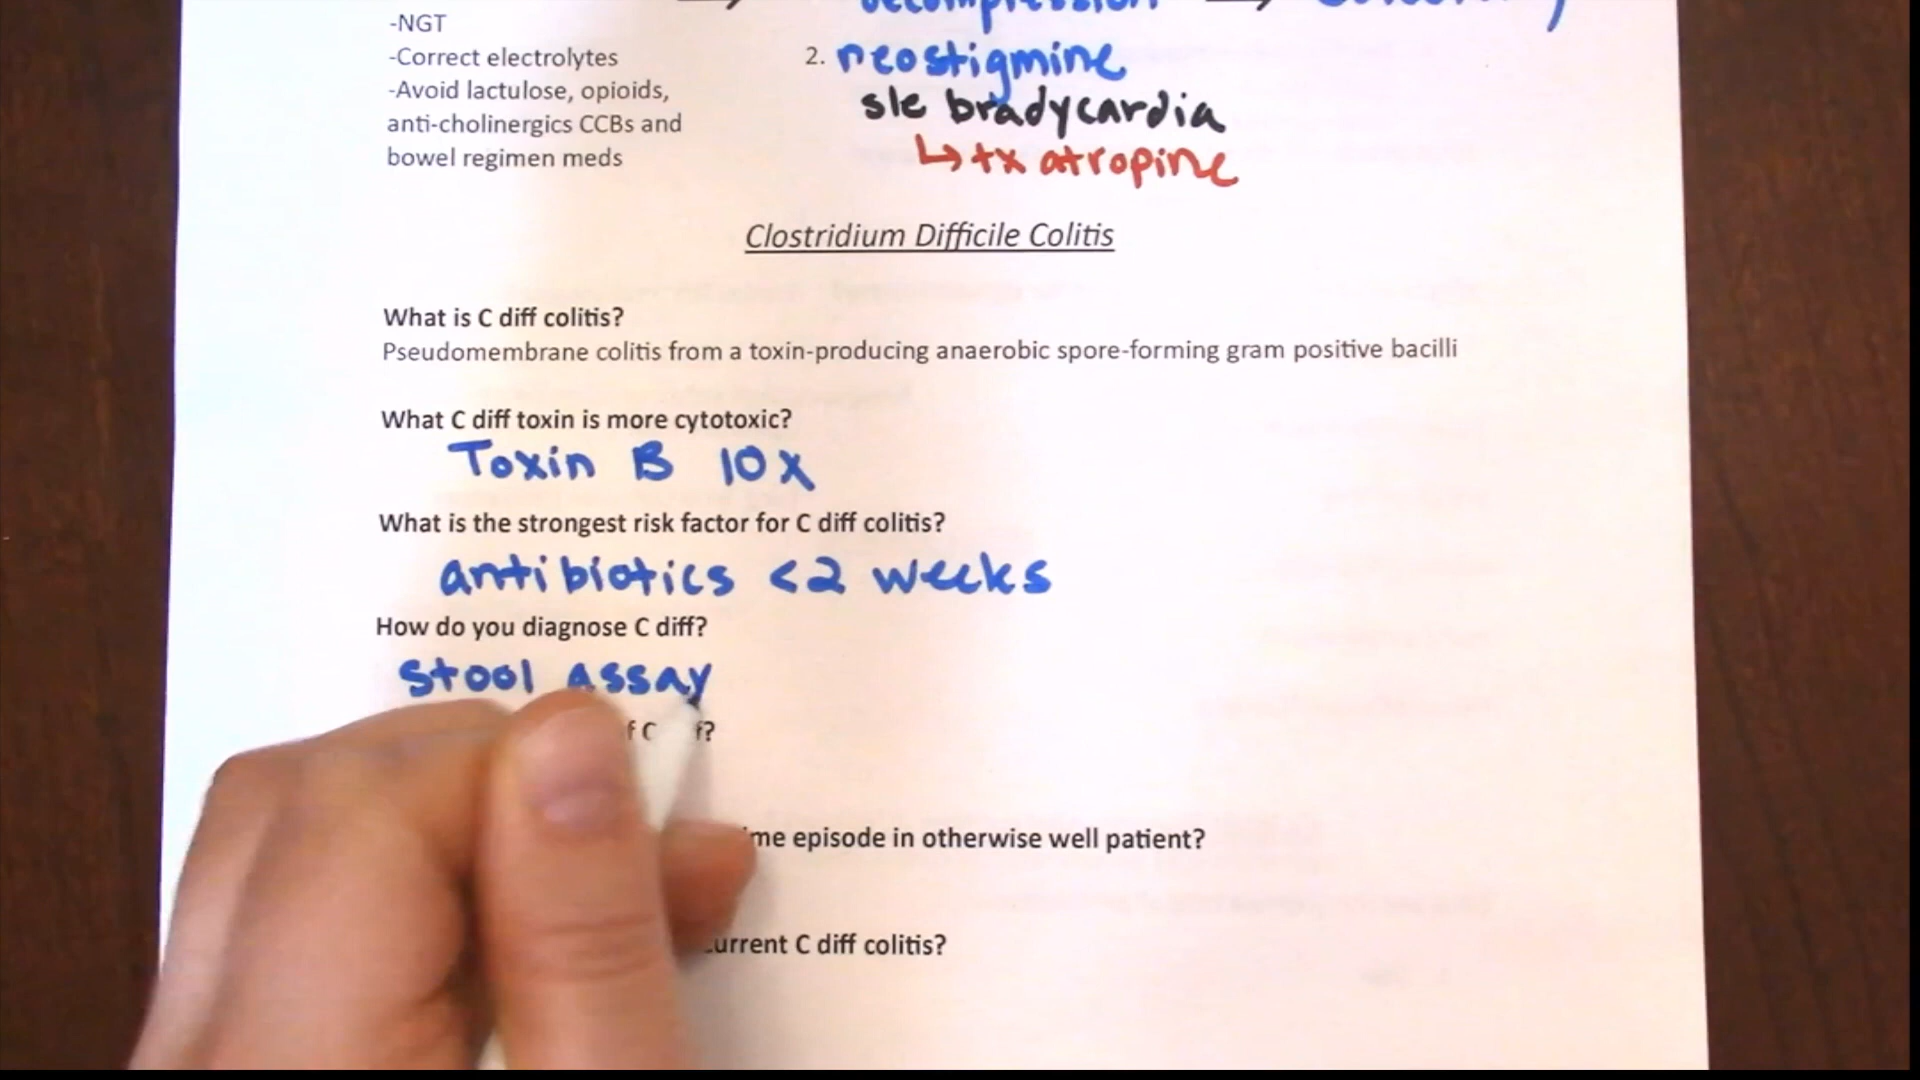 -NGT
-Correct electrolytes
-Avoid lactulose, opioids,
anti-cholinergics CCBs and
bowel regimen meds
decompression
2. neostigmine
s/e bradycardia
↳ tx atropine
Clostridium Difficile Colitis
What is C diff colitis?
Pseudomembrane colitis from a toxin-producing anaerobic spore-forming gram positive bacilli
What C diff toxin is more cytotoxic?
Toxin B 10x
What is the strongest risk factor for C diff colitis?
antibiotics <2 weeks
How do you diagnose C diff?
Stool Assay
f C f?
episode in otherwise well patient?
C diff colitis?